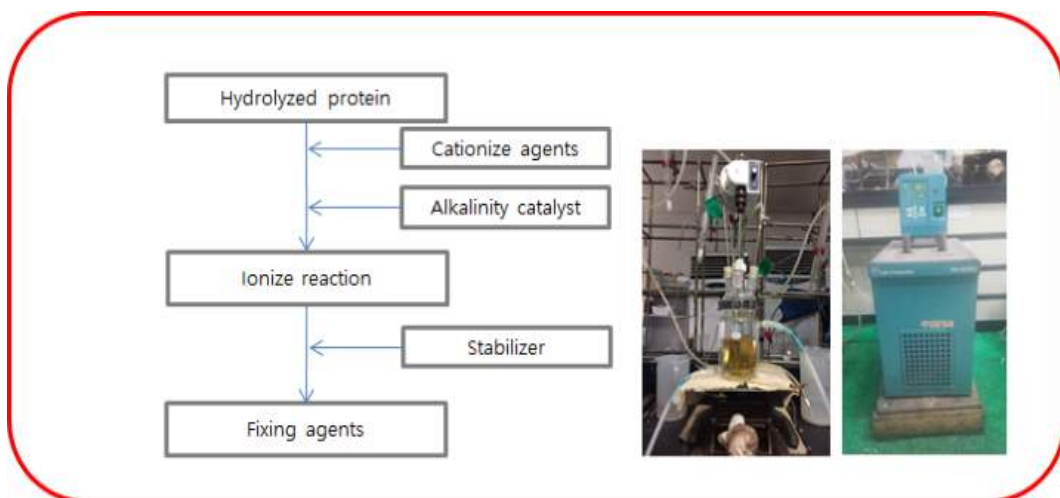 Hydrolyzed protein
Cationize agents
Alkalinity catalyst
Ionize reaction
Stabilizer
Fixing agents